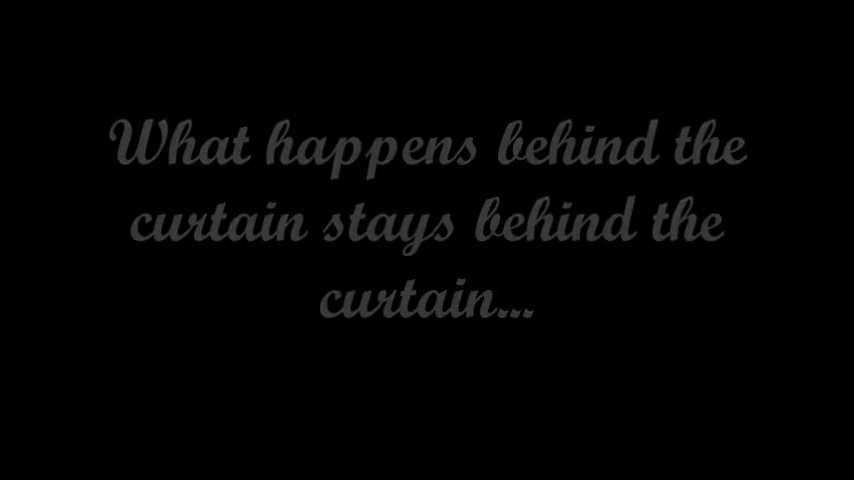 What happens behind the
curtain stays behind the
curtain...